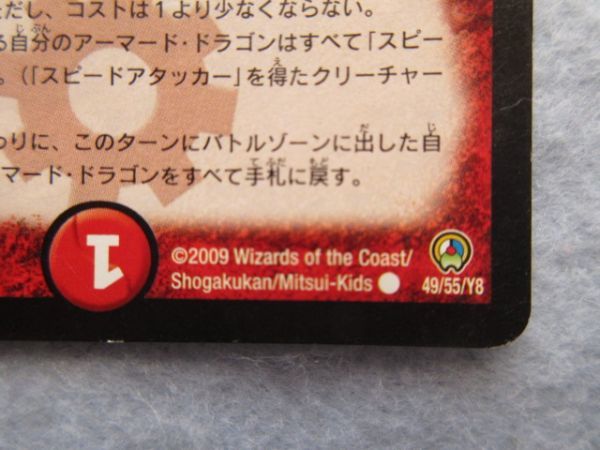 ただし、コストは1より少なくならない。
る自分のアーマード・ドラゴンはすべて「スピー
。(「スピードアタッカー」を得たクリーチャー
つりに、このターンにバトルゾーンに出した自
マード・ドラゴンをすべて手札に戻す。
1
©2009 Wizards of the Coast/
Shogakukan/Mitsui-Kids
49/55/Y8